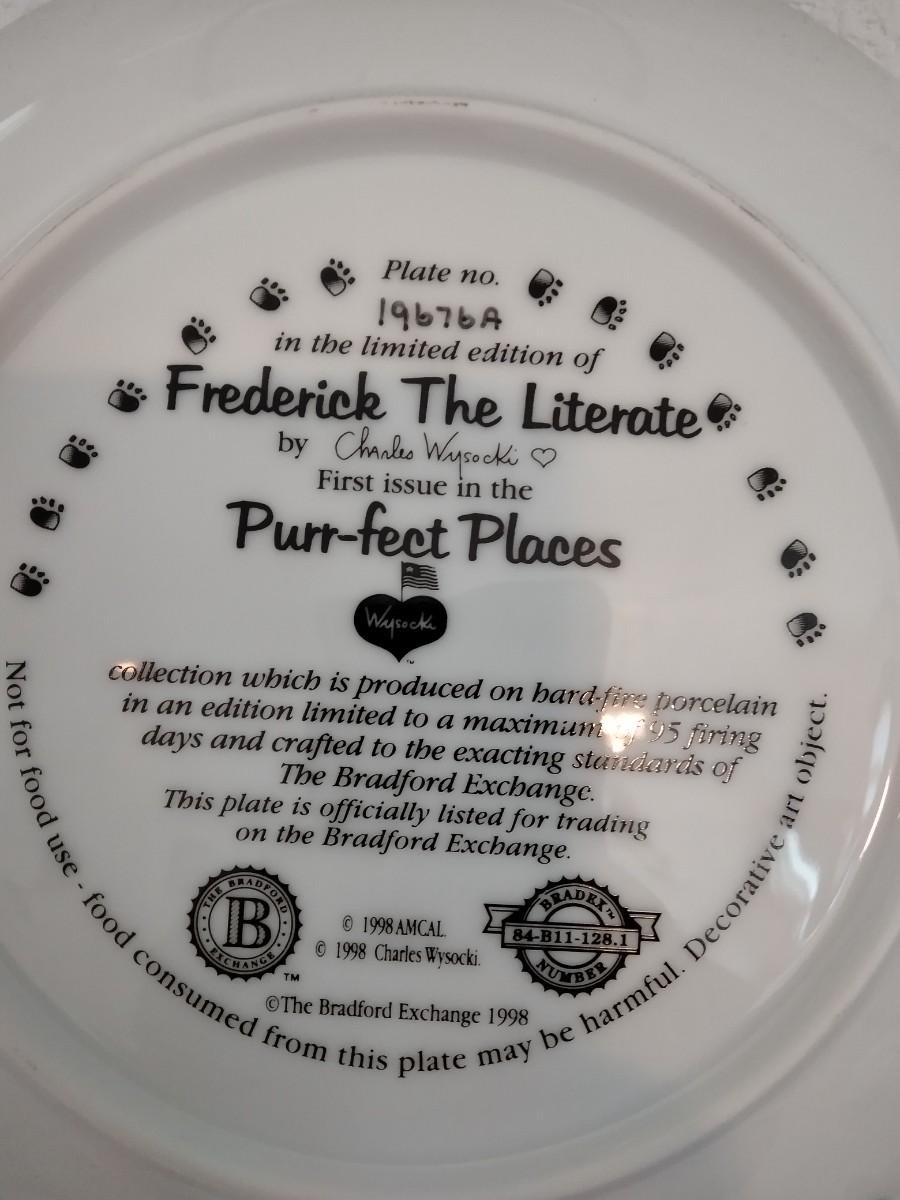 Plate no.
19676A
in the limited edition of
Frederick The Literate
by Charles Wysocki
First issue in the
Purr-fect Places
Wysocki
™
collection which is produced on hard-fire porcelain
in an edition limited to a maximum of 95 firing
days and crafted to the exacting standards of
The Bradford Exchange.
This plate is officially listed for trading
on the Bradford Exchange.
THE BRADFORD
B
EXCHANGE
™
© 1998 AMCAL.
© 1998 Charles Wysocki.
BRADEX™
84-B11-128.1
NUMBER
©The Bradford Exchange 1998
Not for food use - food consumed from this plate may be harmful. Decorative art object.